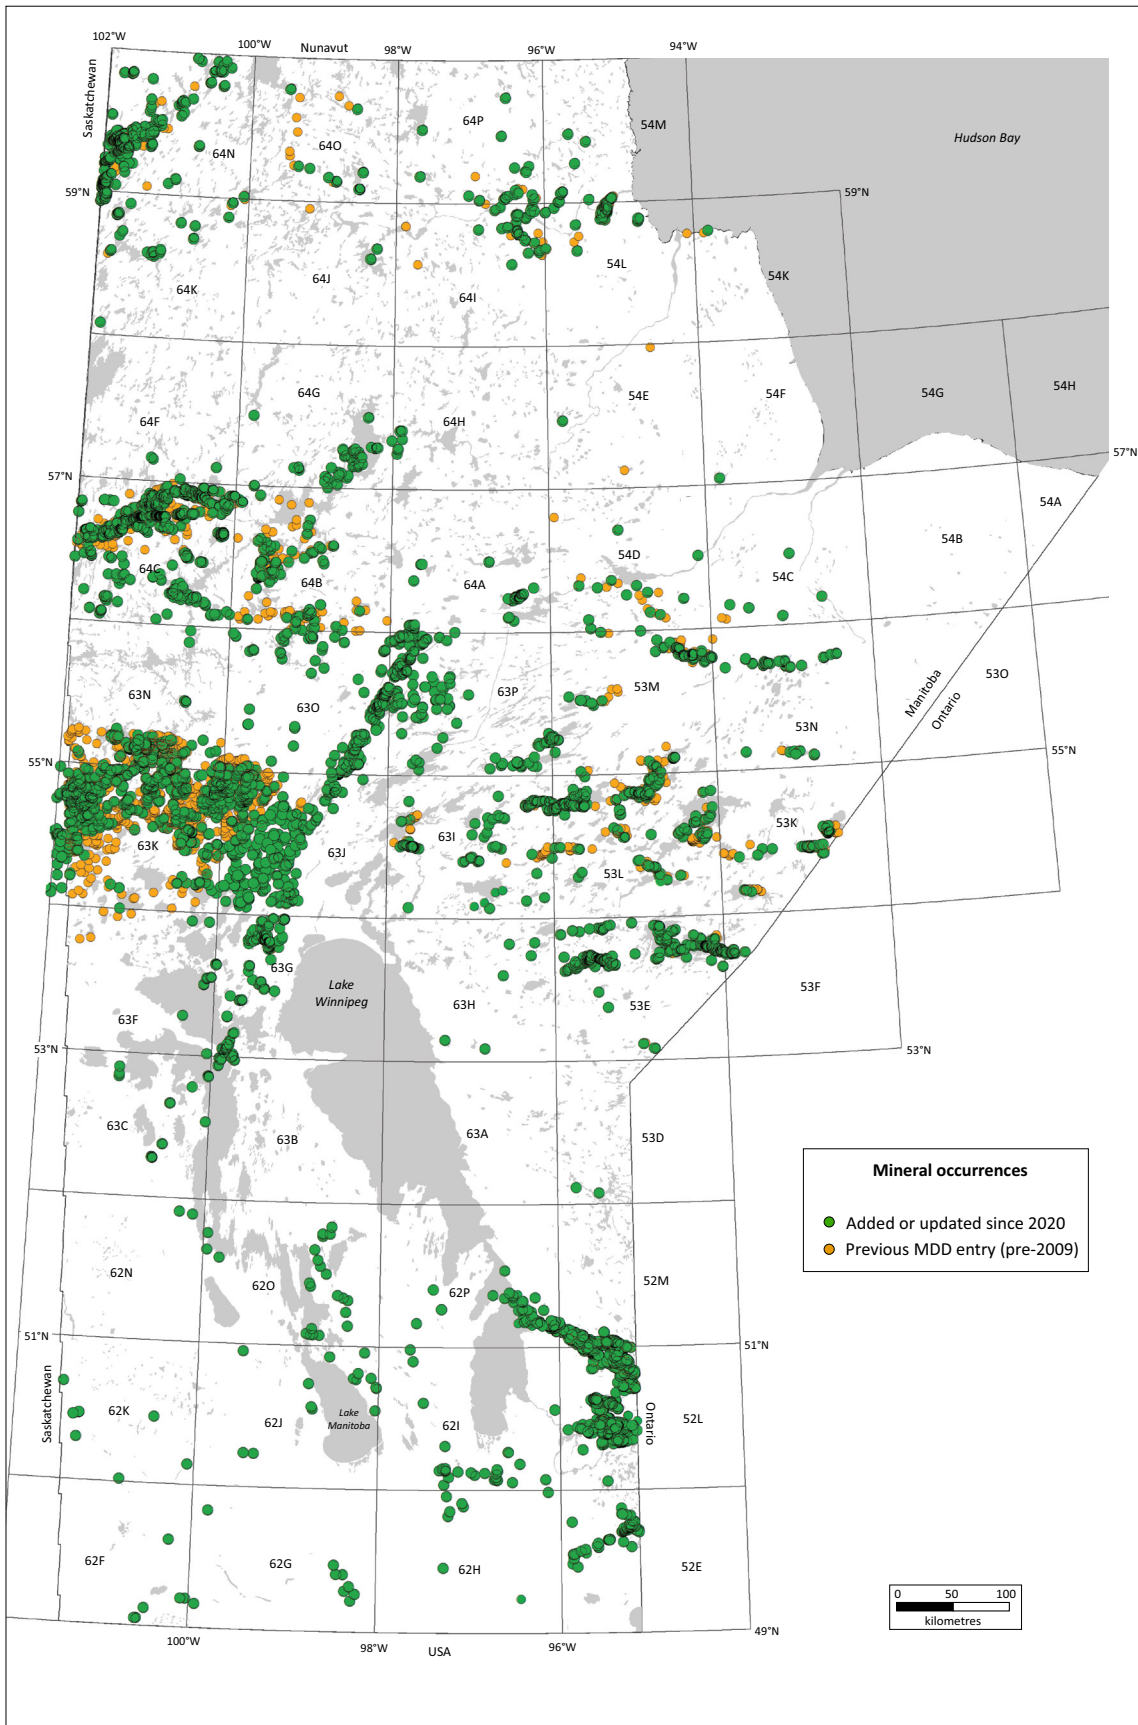 102°W
100°W
Nunavut
98°W
96°W
94°W
Saskatchewan
64P
54M
Hudson Bay
64N
64O
59°N
59°N
54L
64K
64J
64I
54K
64F
64G
64H
54E
54F
54G
54H
57°N
57°N
54A
54B
64C
64B
64A
54D
54C
63N
63O
63P
53M
53N
53O
Manitoba
Ontario
55°N
55°N
63K
63J
63I
53L
53K
63G
Lake
Winnipeg
63F
63H
53E
53F
53°N
53°N
63C
63B
63A
53D
Mineral occurrences
Added or updated since 2020
Previous MDD entry (pre-2009)
62N
62O
62P
52M
51°N
51°N
Saskatchewan
62K
62J
Lake
Manitoba
62I
Ontario
52L
62F
62G
62H
52E
0 50 100
kilometres
49°N
100°W
98°W
USA
96°W